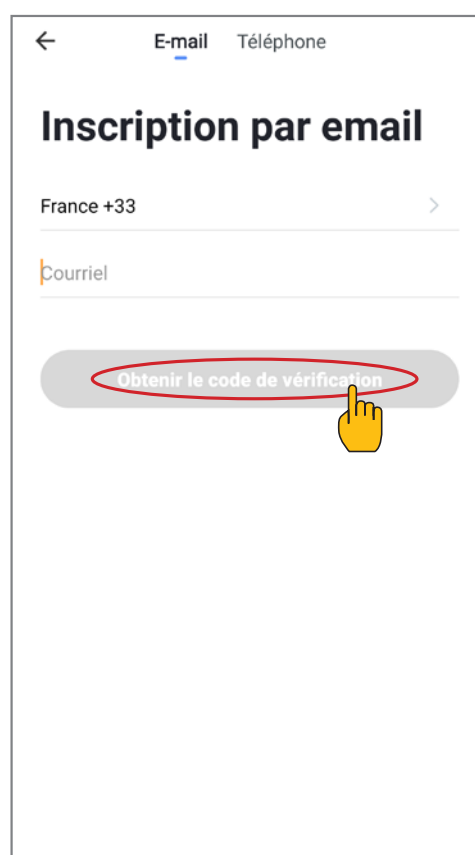 E-mail Téléphone
Inscription par email
France +33
Courriel
Obtenir le code de vérification